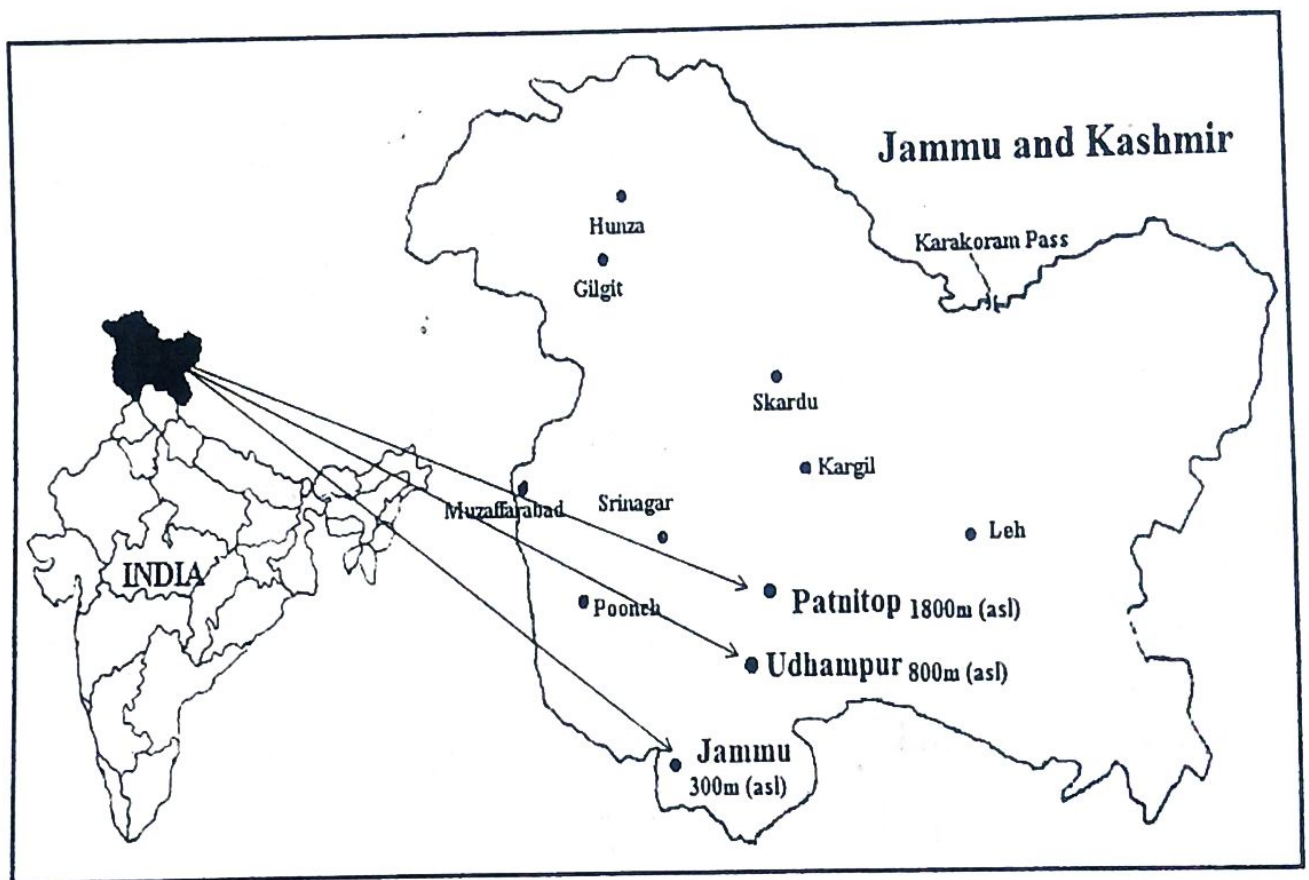 Jammu and Kashmir
Hunza
Karakoram Pass
Gilgit
Skardu
Kargil
Muzaffarabad
Srinagar
Leh
INDIA
Pooneh
Patnitop 1800m (asl)
Udhampur 800m (asl)
Jammu
300m (asl)